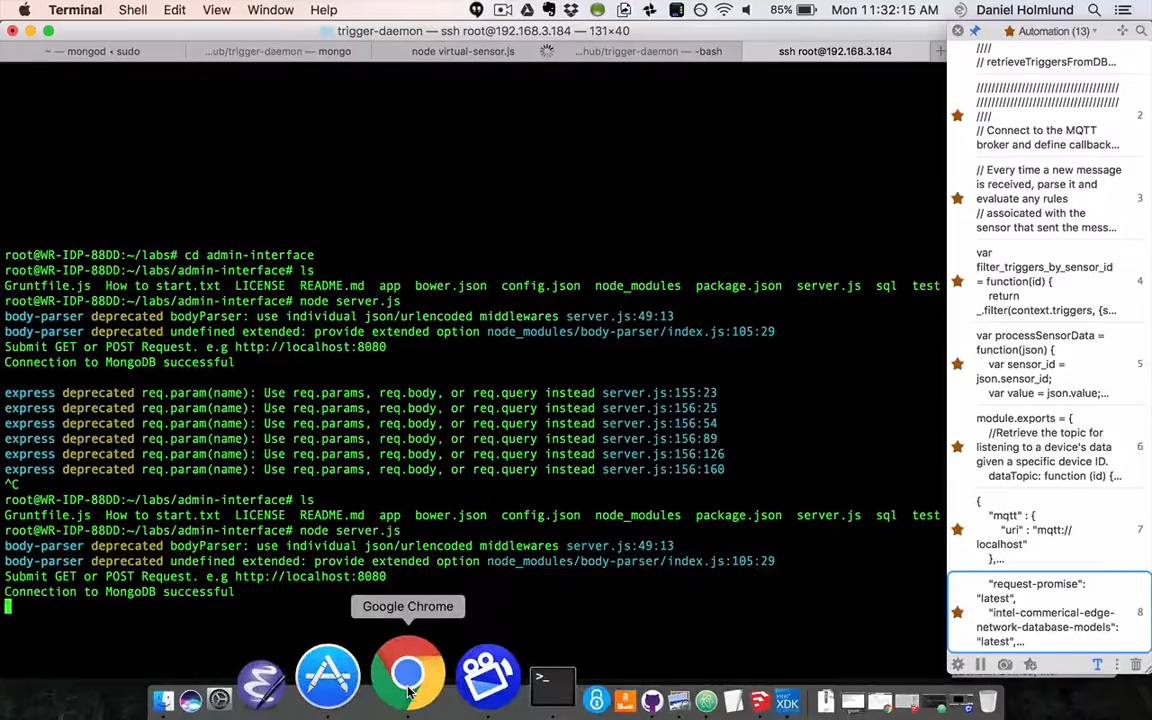 Terminal Shell Edit View Window Help 85% Mon 11:32:15 AM Daniel Holmlund
trigger-daemon — ssh root@192.168.3.184 — 131×40
~ — mongod ‹ sudo ...ub/trigger-daemon — mongo node virtual-sensor.js ...hub/trigger-daemon — -bash ssh root@192.168.3.184
root@WR-IDP-88DD:~/labs# cd admin-interface
root@WR-IDP-88DD:~/labs/admin-interface# ls
Gruntfile.js How to start.txt LICENSE README.md app bower.json config.json node_modules package.json server.js sql test
root@WR-IDP-88DD:~/labs/admin-interface# node server.js
body-parser deprecated bodyParser: use individual json/urlencoded middlewares server.js:49:13
body-parser deprecated undefined extended: provide extended option node_modules/body-parser/index.js:105:29
Submit GET or POST Request. e.g http://localhost:8080
Connection to MongoDB successful
express deprecated req.param(name): Use req.params, req.body, or req.query instead server.js:155:23
express deprecated req.param(name): Use req.params, req.body, or req.query instead server.js:156:25
express deprecated req.param(name): Use req.params, req.body, or req.query instead server.js:156:54
express deprecated req.param(name): Use req.params, req.body, or req.query instead server.js:156:89
express deprecated req.param(name): Use req.params, req.body, or req.query instead server.js:156:126
express deprecated req.param(name): Use req.params, req.body, or req.query instead server.js:156:160
^C
root@WR-IDP-88DD:~/labs/admin-interface# ls
Gruntfile.js How to start.txt LICENSE README.md app bower.json config.json node_modules package.json server.js sql test
root@WR-IDP-88DD:~/labs/admin-interface# node server.js
body-parser deprecated bodyParser: use individual json/urlencoded middlewares server.js:49:13
body-parser deprecated undefined extended: provide extended option node_modules/body-parser/index.js:105:29
Submit GET or POST Request. e.g http://localhost:8080
Connection to MongoDB successful
Google Chrome
>_
XDK
Automation (13)
////
// retrieveTriggersFromDB...
//////////////////////////////////////
//////////////////////////////////////
//// 2
// Connect to the MQTT
broker and define callback...
// Every time a new message
is received, parse it and
evaluate any rules 3
// assoicated with the
sensor that sent the mess...
var
filter_triggers_by_sensor_id
= function(id) { 4
return
_.filter(context.triggers, {s...
var processSensorData =
function(json) {
var sensor_id = 5
json.sensor_id;
var value = json.value;...
module.exports = {
//Retrieve the topic for
listening to a device's data 6
given a specific device ID.
dataTopic: function (id) {...
{
"mqtt" : {
"uri" : "mqtt:// 7
localhost"
},...
"request-promise":
"latest",
"intel-commerical-edge- 8
network-database-models":
"latest",...
T